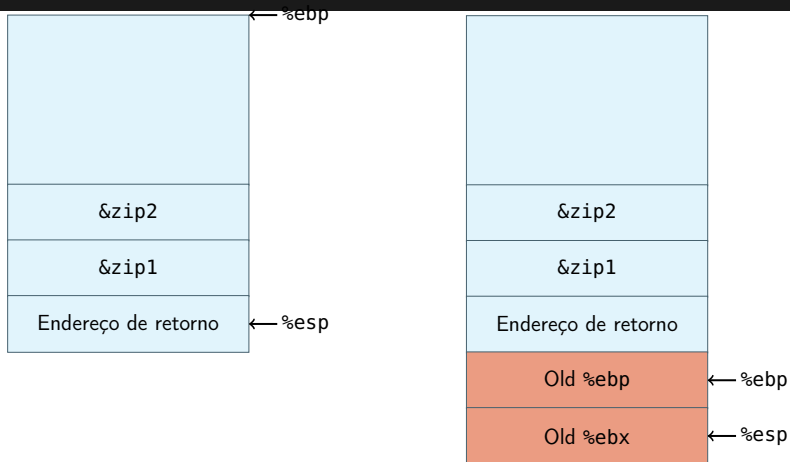 ← %ebp
&zip2
&zip1
Endereço de retorno
← %esp
&zip2
&zip1
Endereço de retorno
Old %ebp
← %ebp
Old %ebx
← %esp